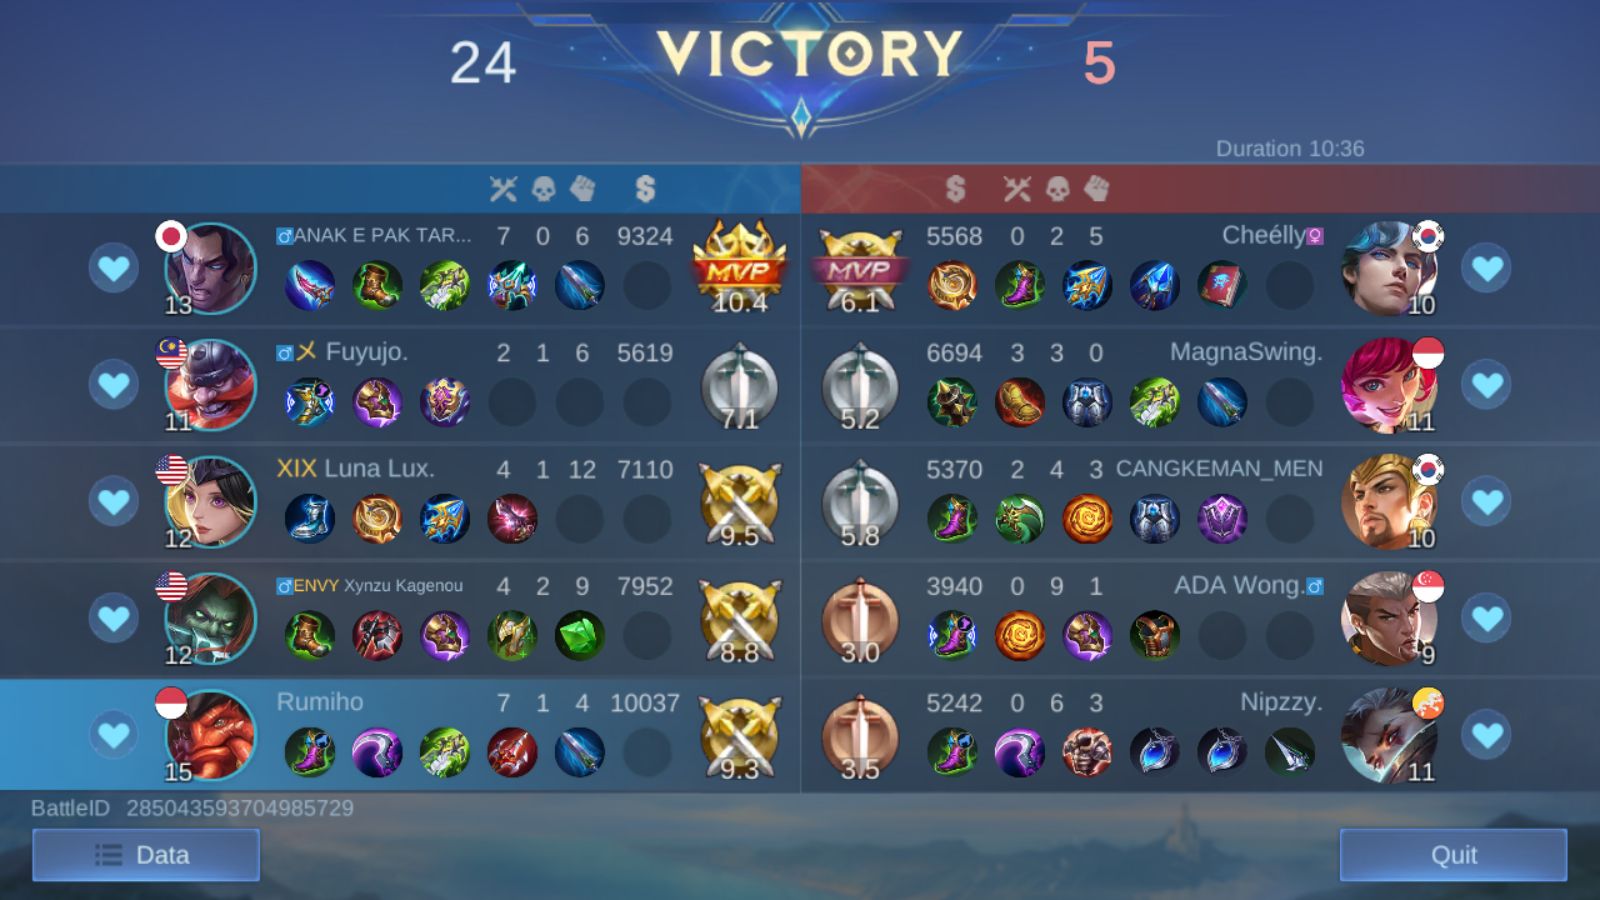 24 VICTORY 5
Duration 10:36
ANAK E PAK TAR... 7 0 6 9324 MVP 10.4
13
MVP 6.1 5568 0 2 5 Cheélly
10
メ Fuyujo. 2 1 6 5619 7.1
11
5.2 6694 3 3 0 MagnaSwing.
11
XIX Luna Lux. 4 1 12 7110 9.5
12
5.8 5370 2 4 3 CANGKEMAN_MEN
10
ENVY Xynzu Kagenou 4 2 9 7952 8.8
12
3.0 3940 0 9 1 ADA Wong.
9
Rumiho 7 1 4 10037 9.3
15
3.5 5242 0 6 3 Nipzzy.
11
BattleID 285043593704985729
Data Quit